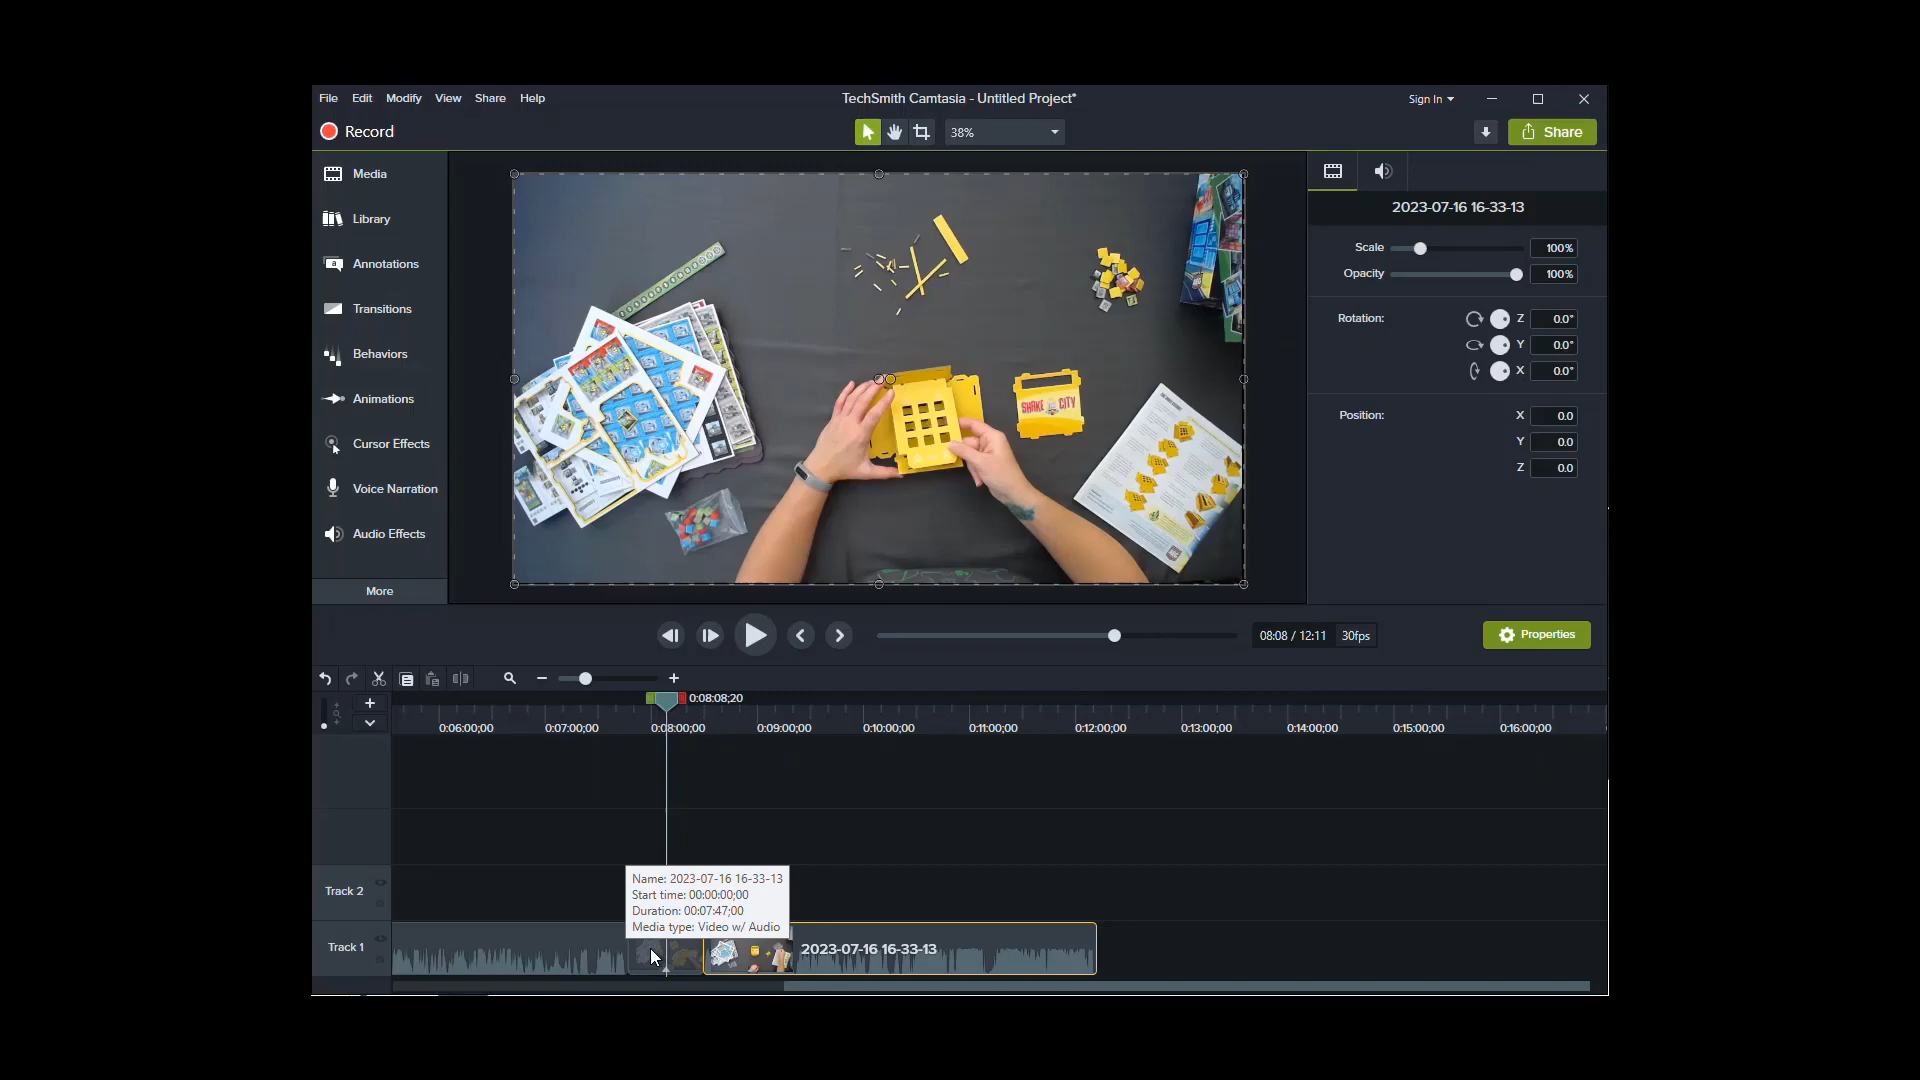 File Edit Modify View Share Help
TechSmith Camtasia - Untitled Project*
Sign In
Record
38%
Share
Media
Library
Annotations
Transitions
Behaviors
Animations
Cursor Effects
Voice Narration
Audio Effects
More
SHAKE CITY
2023-07-16 16-33-13
Scale 100%
Opacity 100%
Rotation: Z 0.0°
Y 0.0°
X 0.0°
Position: X 0.0
Y 0.0
Z 0.0
08:08 / 12:11 30fps
Properties
0:08:08;20
0:06:00;00 0:07:00;00 0:08:00;00 0:09:00;00 0:10:00;00 0:11:00;00 0:12:00;00 0:13:00;00 0:14:00;00 0:15:00;00 0:16:00;00
Track 2
Name: 2023-07-16 16-33-13
Start time: 00:00:00;00
Duration: 00:07:47;00
Media type: Video w/ Audio
Track 1
2023-07-16 16-33-13